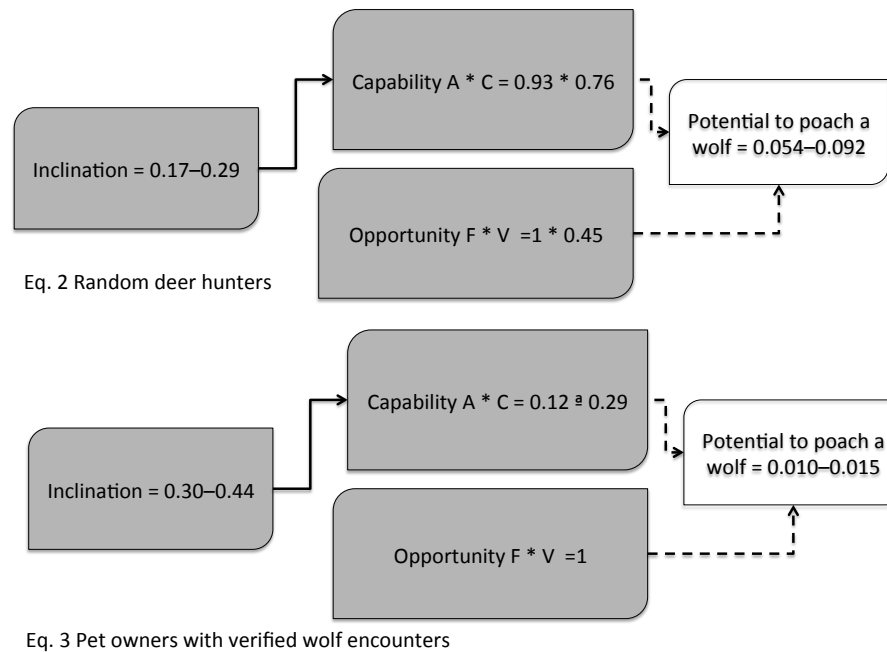 Capability A * C = 0.93 * 0.76
Inclination = 0.17–0.29
Potential to poach a
wolf = 0.054–0.092
Opportunity F * V =1 * 0.45
Eq. 2 Random deer hunters
Capability A * C = 0.12 ª 0.29
Inclination = 0.30–0.44
Potential to poach a
wolf = 0.010–0.015
Opportunity F * V =1
Eq. 3 Pet owners with verified wolf encounters